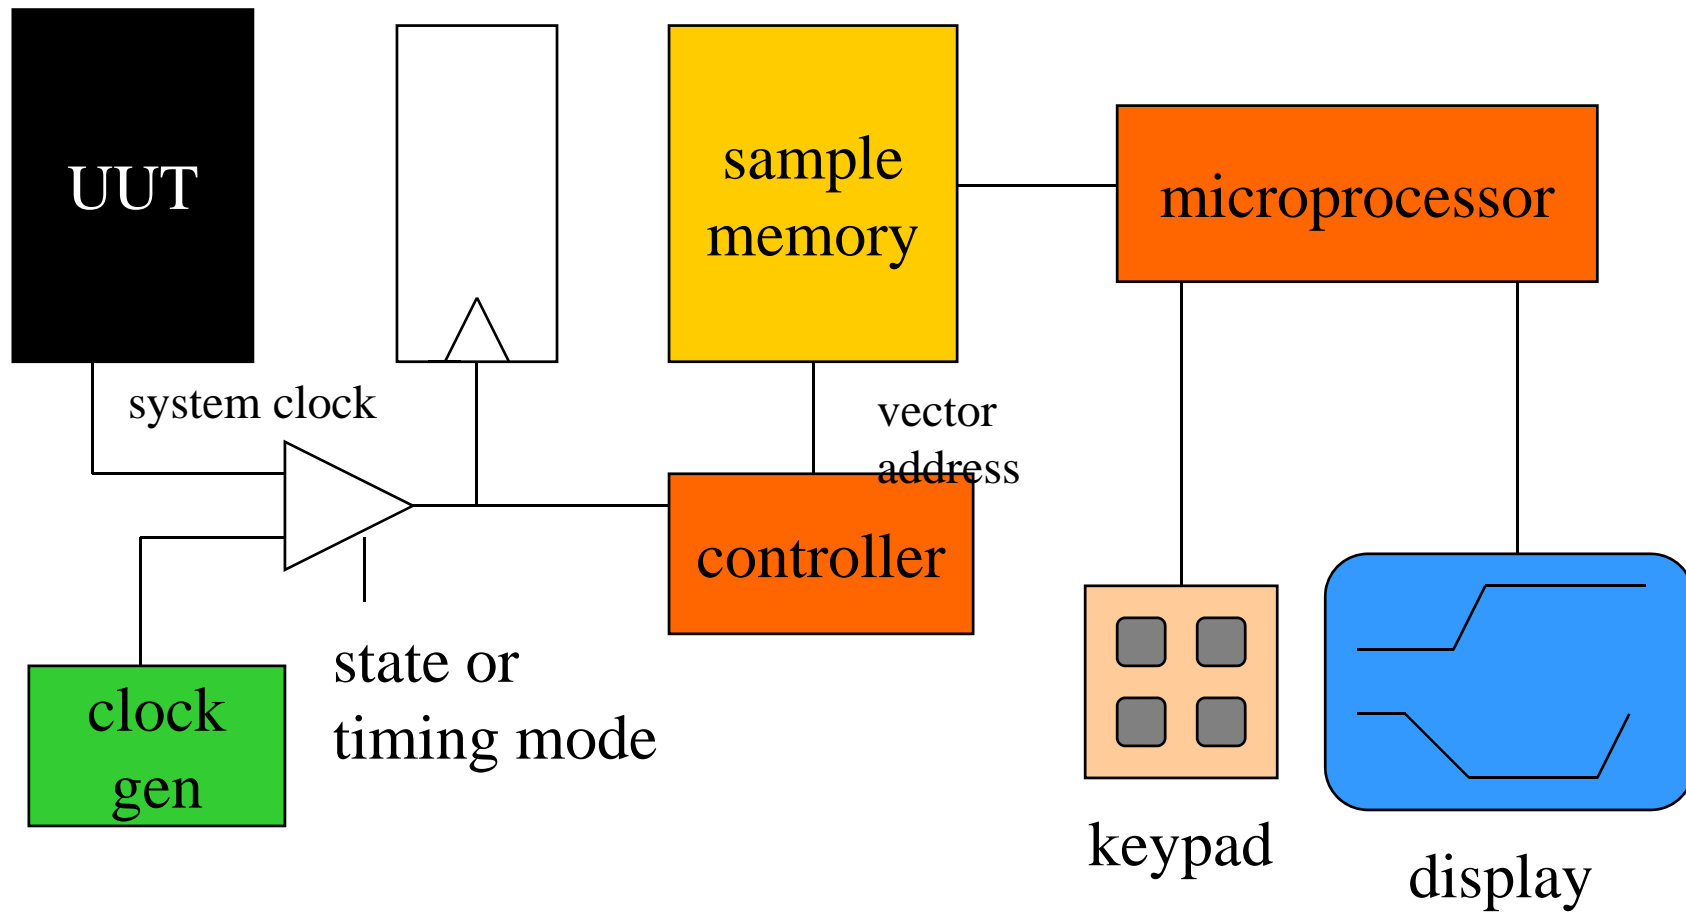 UUT
sample
memory
microprocessor
system clock
vector
address
controller
state or
timing mode
clock
gen
keypad
display